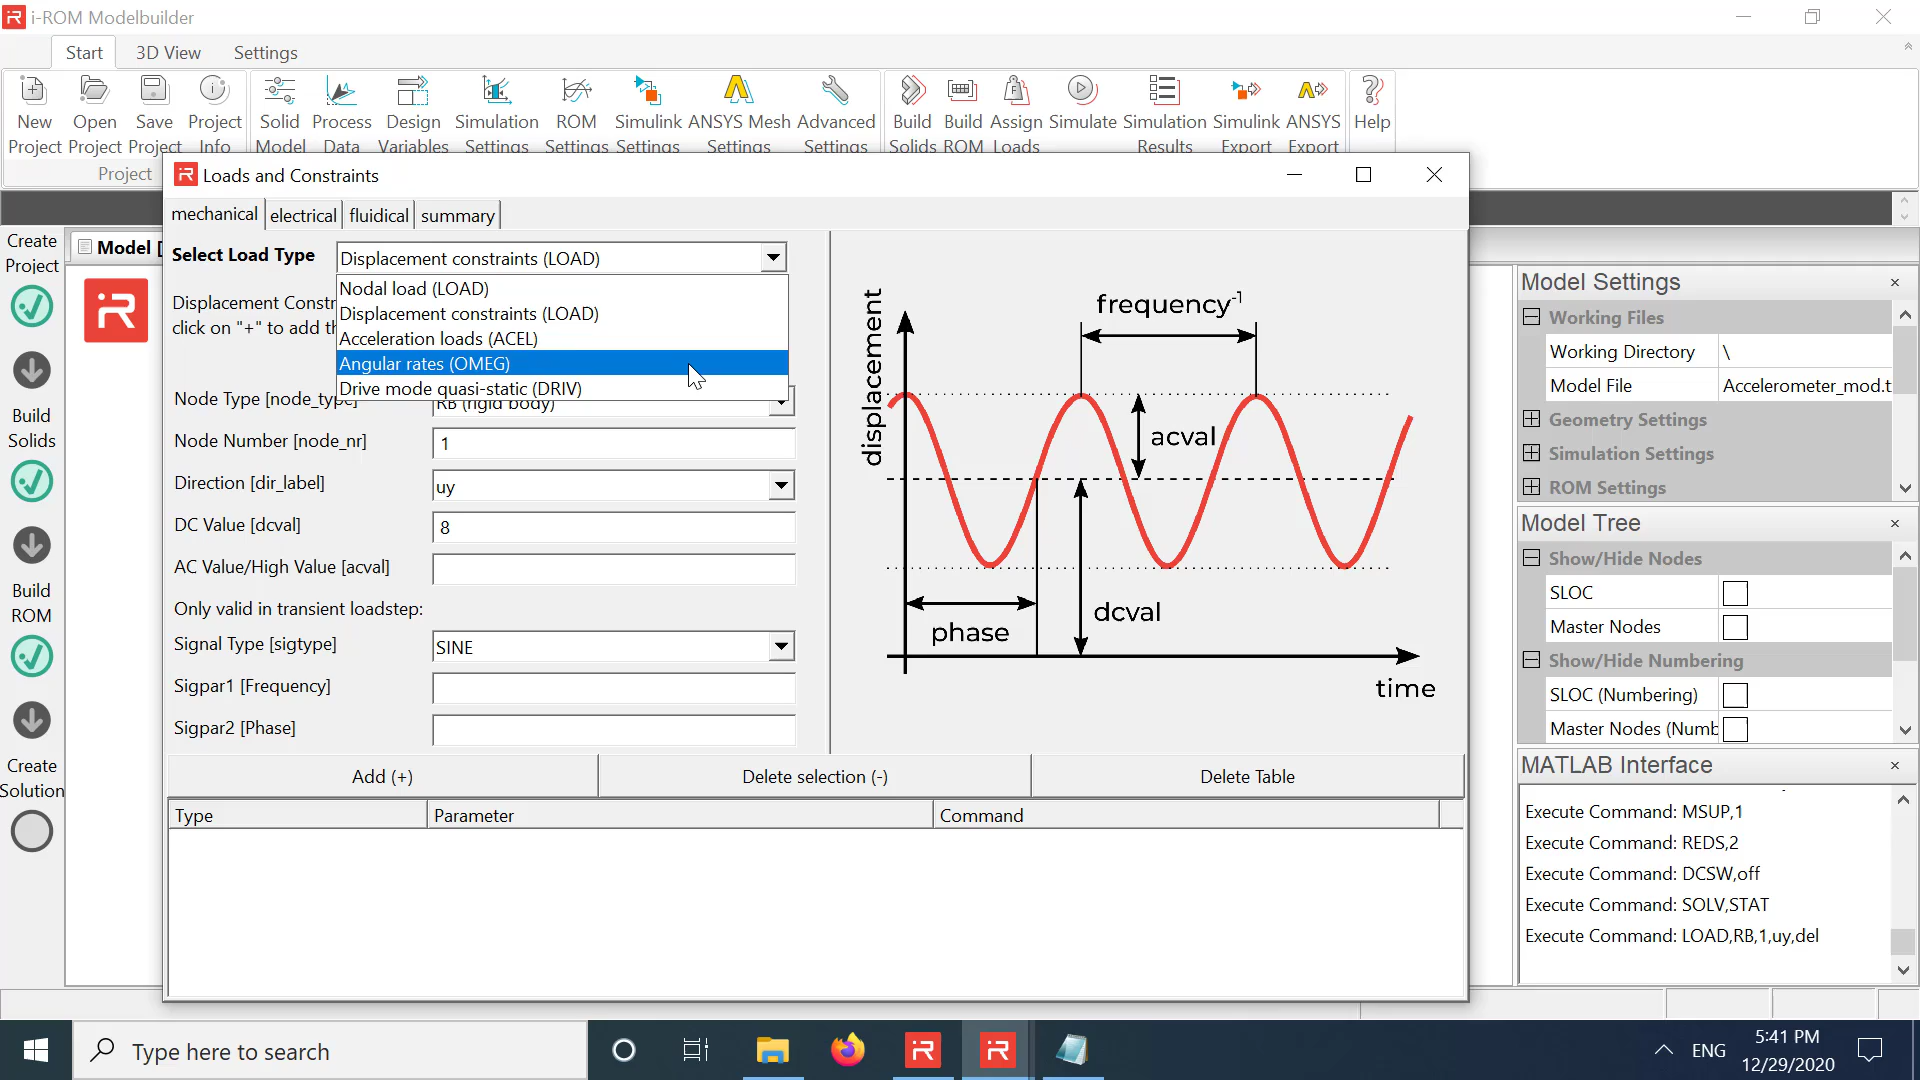 i-ROM Modelbuilder
Start 3D View Settings
New Open Save Project Solid Process Design Simulation ROM Simulink ANSYS Mesh Advanced Build Build Assign Simulate Simulation Simulink ANSYS Help
Project Project Project Info Model Data Variables Settings Settings Settings Settings Settings Solids ROM Loads Results Export Export
Project
Loads and Constraints
mechanical electrical fluidical summary
Create
Project
Build
Solids
Build
ROM
Create
Solution
Model [
Select Load Type Displacement constraints (LOAD)
Nodal load (LOAD)
Displacement constraints (LOAD)
Acceleration loads (ACEL)
Angular rates (OMEG)
Drive mode quasi-static (DRIV)
Displacement Constr
click on "+" to add th
Node Type [node_type] RB (rigid body)
Node Number [node_nr] 1
Direction [dir_label] uy
DC Value [dcval] 8
AC Value/High Value [acval]
Only valid in transient loadstep:
Signal Type [sigtype] SINE
Sigpar1 [Frequency]
Sigpar2 [Phase]
displacement
frequency-1
acval
dcval
phase
time
Add (+) Delete selection (-) Delete Table
Type Parameter Command
Model Settings
Working Files
Working Directory \
Model File Accelerometer_mod.t
Geometry Settings
Simulation Settings
ROM Settings
Model Tree
Show/Hide Nodes
SLOC
Master Nodes
Show/Hide Numbering
SLOC (Numbering)
Master Nodes (Numb
MATLAB Interface
Execute Command: MSUP,1
Execute Command: REDS,2
Execute Command: DCSW,off
Execute Command: SOLV,STAT
Execute Command: LOAD,RB,1,uy,del
Type here to search
ENG
5:41 PM
12/29/2020